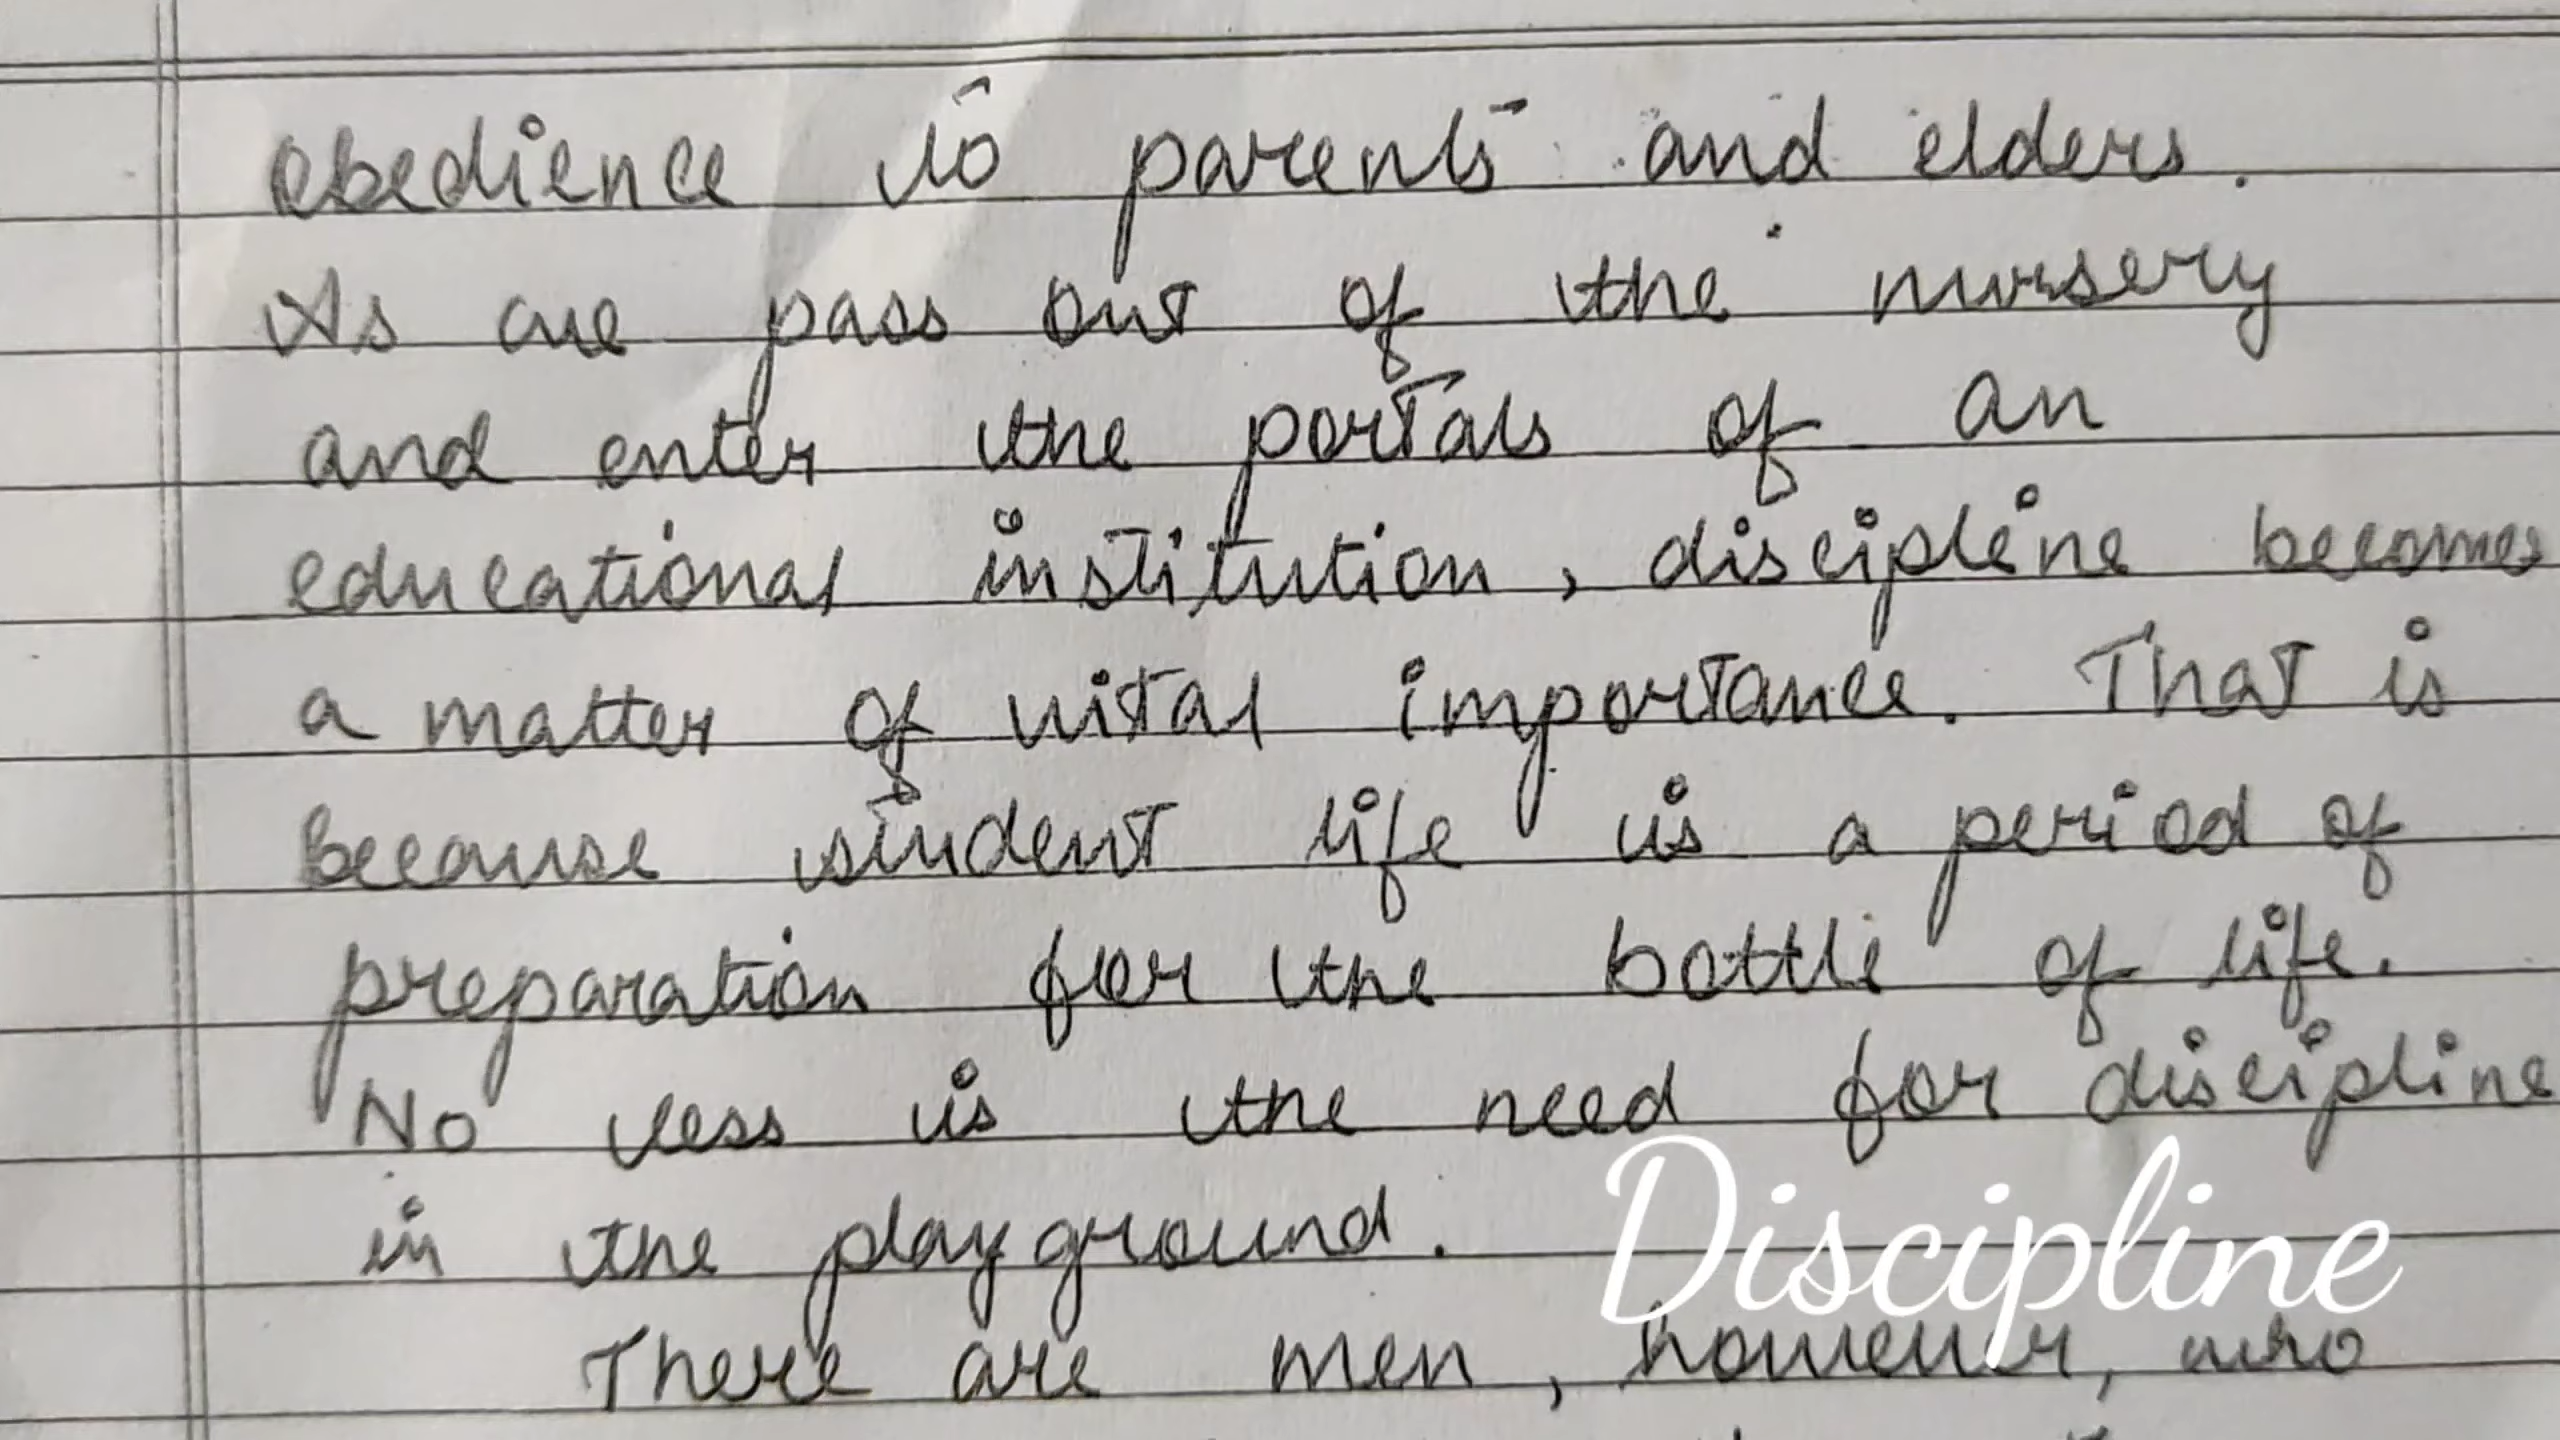 obedience to parents and elders.
As we pass out of the nursery
and enter the portals of an
educational institution, discipline becomes
a matter of vital importance. That is
because student life is a period of
preparation for the bottle of life.
No less is the need for discipline
in the playground.
Discipline
There are men, however, who